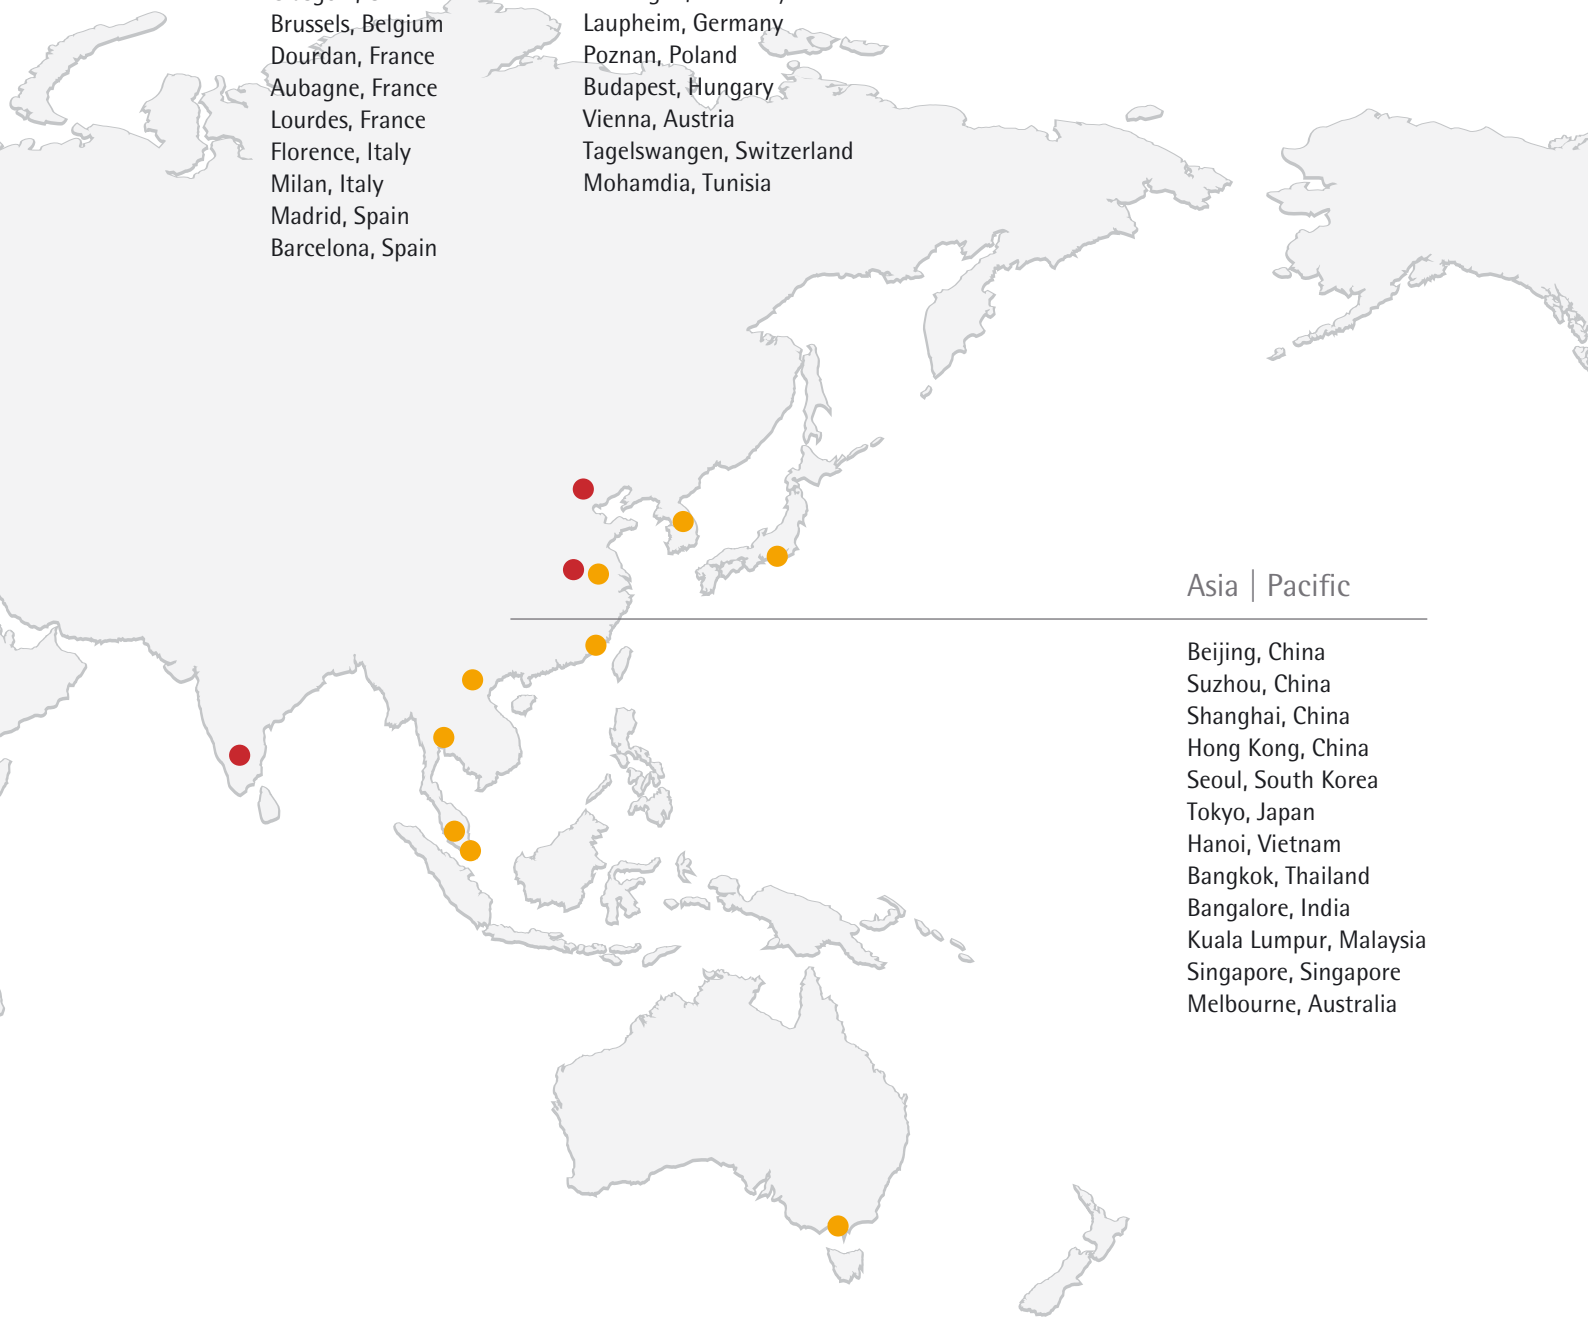 Brussels, Belgium
Dourdan, France
Aubagne, France
Lourdes, France
Florence, Italy
Milan, Italy
Madrid, Spain
Barcelona, Spain
Laupheim, Germany
Poznan, Poland
Budapest, Hungary
Vienna, Austria
Tagelswangen, Switzerland
Mohamdia, Tunisia
Asia | Pacific
Beijing, China
Suzhou, China
Shanghai, China
Hong Kong, China
Seoul, South Korea
Tokyo, Japan
Hanoi, Vietnam
Bangkok, Thailand
Bangalore, India
Kuala Lumpur, Malaysia
Singapore, Singapore
Melbourne, Australia